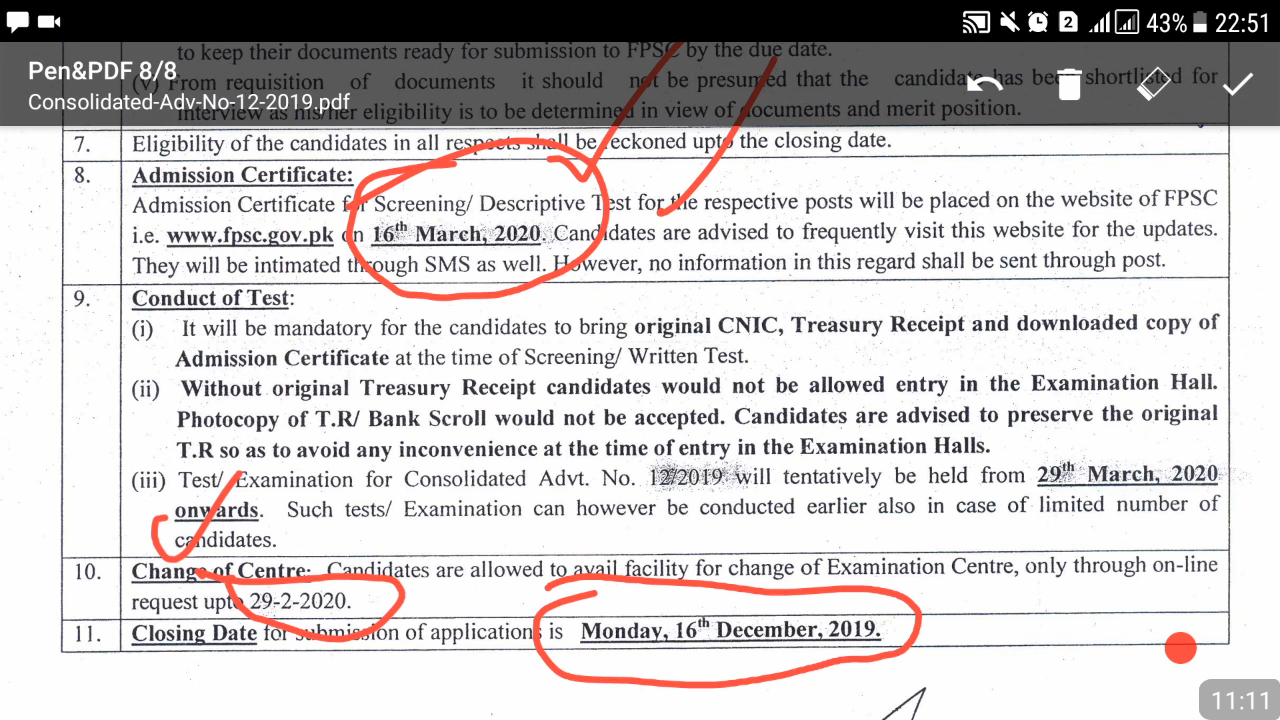 43% 22:51
to keep their documents ready for submission to FPSC by the due date.
Pen&PDF 8/8
(v) From requisition of documents it should not be presumed that the candidate has been shortlisted for
Consolidated-Adv-No-12-2019.pdf
interview as his/her eligibility is to be determined in view of documents and merit position.
7. Eligibility of the candidates in all respects shall be reckoned upto the closing date.
8. Admission Certificate:
Admission Certificate for Screening/ Descriptive Test for the respective posts will be placed on the website of FPSC
i.e. www.fpsc.gov.pk on 16th March, 2020. Candidates are advised to frequently visit this website for the updates.
They will be intimated through SMS as well. However, no information in this regard shall be sent through post.
9. Conduct of Test:
(i) It will be mandatory for the candidates to bring original CNIC, Treasury Receipt and downloaded copy of
Admission Certificate at the time of Screening/ Written Test.
(ii) Without original Treasury Receipt candidates would not be allowed entry in the Examination Hall.
Photocopy of T.R/ Bank Scroll would not be accepted. Candidates are advised to preserve the original
T.R so as to avoid any inconvenience at the time of entry in the Examination Halls.
(iii) Test/ Examination for Consolidated Advt. No. 12/2019 will tentatively be held from 29th March, 2020
onwards. Such tests/ Examination can however be conducted earlier also in case of limited number of
candidates.
10. Change of Centre: Candidates are allowed to avail facility for change of Examination Centre, only through on-line
request upto 29-2-2020.
11. Closing Date for submission of applications is Monday, 16th December, 2019.
11:11